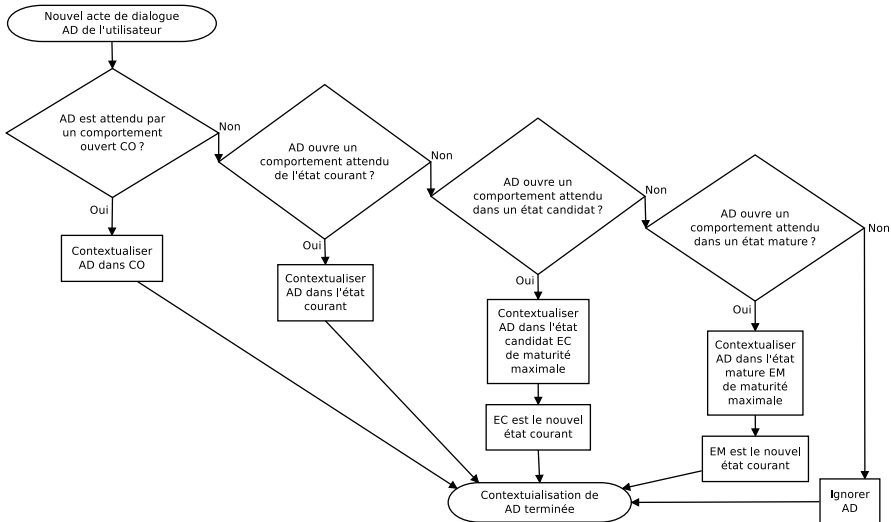 Nouvel acte de dialogue
AD de l'utilisateur
AD est attendu par
un comportement
ouvert CO ?
Non
Oui
Contextualiser
AD dans CO
AD ouvre un
comportement attendu
de l'état courant ?
Non
Oui
Contextualiser
AD dans l'état
courant
AD ouvre un
comportement attendu
dans un état candidat ?
Non
Oui
Contextualiser
AD dans l'état
candidat EC
de maturité
maximale
EC est le nouvel
état courant
AD ouvre un
comportement attendu
dans un état mature ?
Non
Oui
Contextualiser
AD dans l'état
mature EM
de maturité
maximale
EM est le nouvel
état courant
Ignorer
AD
Contextuialisation de
AD terminée